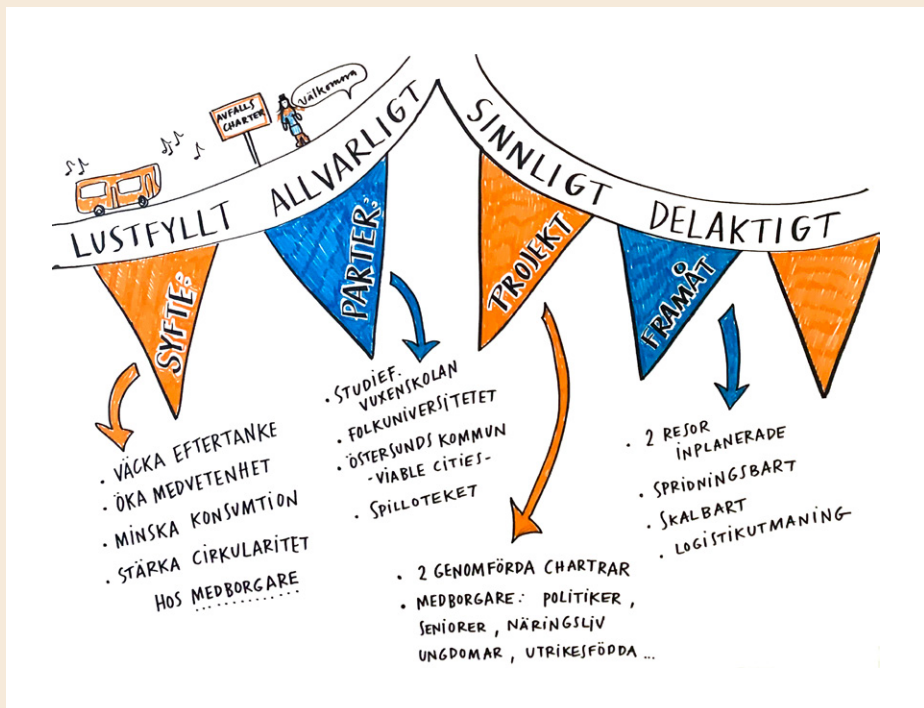 AVFALLS
CHARTER
Välkomna
LUSTFYLLT ALLVARLIGT SINNLIGT DELAKTIGT
SYFTE:
• VÄCKA EFTERTANKE
• ÖKA MEDVETENHET
• MINSKA KONSUMTION
• STÄRKA CIRKULARITET
HOS MEDBORGARE
PARTER:
• STUDIEF.
VUXENSKOLAN
• FOLKUNIVERSITETET
• ÖSTERSUNDS KOMMUN
- VIABLE CITIES -
• SPILLOTEKET
PROJEKT
• 2 GENOMFÖRDA CHARTRAR
• MEDBORGARE: POLITIKER,
SENIORER, NÄRINGSLIV
UNGDOMAR, UTRIKESFÖDDA ...
FRAMÅT
• 2 RESOR
INPLANERADE
• SPRIDNINGSBART
• SKALBART
• LOGISTIKUTMANING